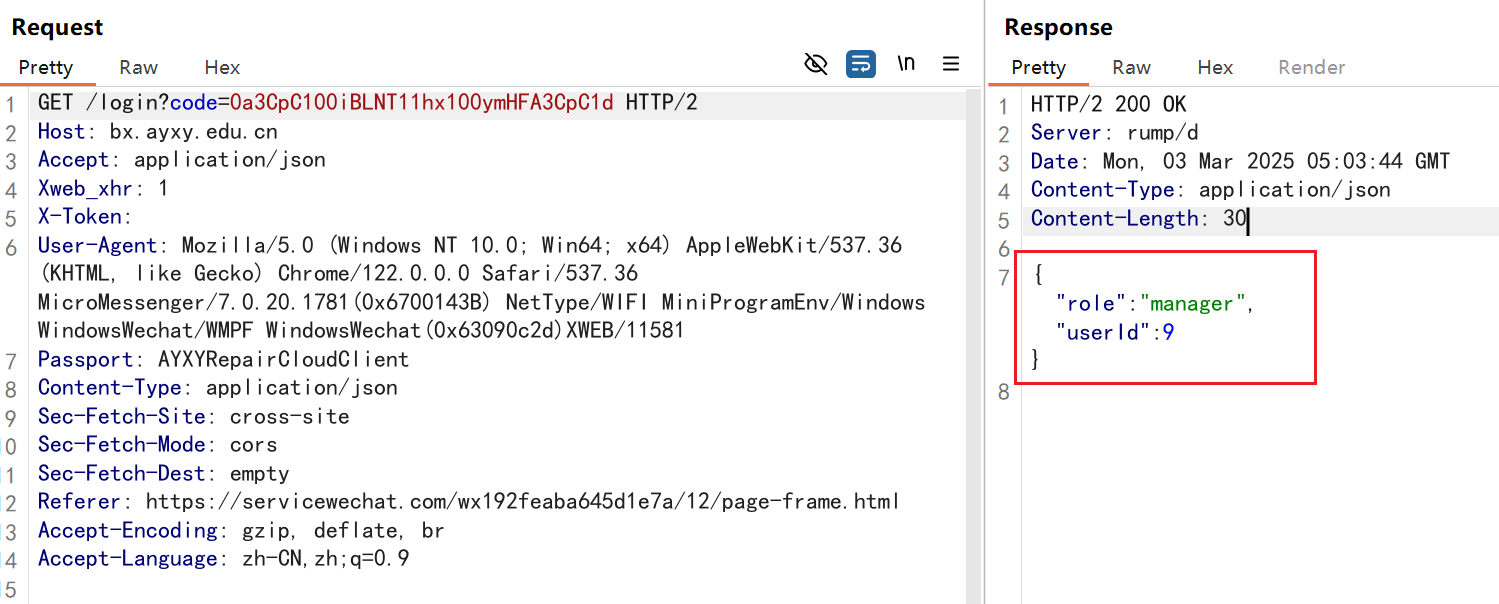 Request
Pretty Raw Hex \n
1 GET /login?code=0a3CpC100iBLNT11hx100ymHFA3CpC1d HTTP/2
2 Host: bx.ayxy.edu.cn
3 Accept: application/json
4 Xweb_xhr: 1
5 X-Token:
6 User-Agent: Mozilla/5.0 (Windows NT 10.0; Win64; x64) AppleWebKit/537.36
(KHTML, like Gecko) Chrome/122.0.0.0 Safari/537.36
MicroMessenger/7.0.20.1781(0x6700143B) NetType/WIFI MiniProgramEnv/Windows
WindowsWechat/WMPF WindowsWechat(0x63090c2d)XWEB/11581
7 Passport: AYXYRepairCloudClient
8 Content-Type: application/json
9 Sec-Fetch-Site: cross-site
10 Sec-Fetch-Mode: cors
11 Sec-Fetch-Dest: empty
12 Referer: https://servicewechat.com/wx192feaba645d1e7a/12/page-frame.html
13 Accept-Encoding: gzip, deflate, br
14 Accept-Language: zh-CN,zh;q=0.9
15
Response
Pretty Raw Hex Render
1 HTTP/2 200 OK
2 Server: rump/d
3 Date: Mon, 03 Mar 2025 05:03:44 GMT
4 Content-Type: application/json
5 Content-Length: 30
6
7 {
"role":"manager",
"userId":9
}
8